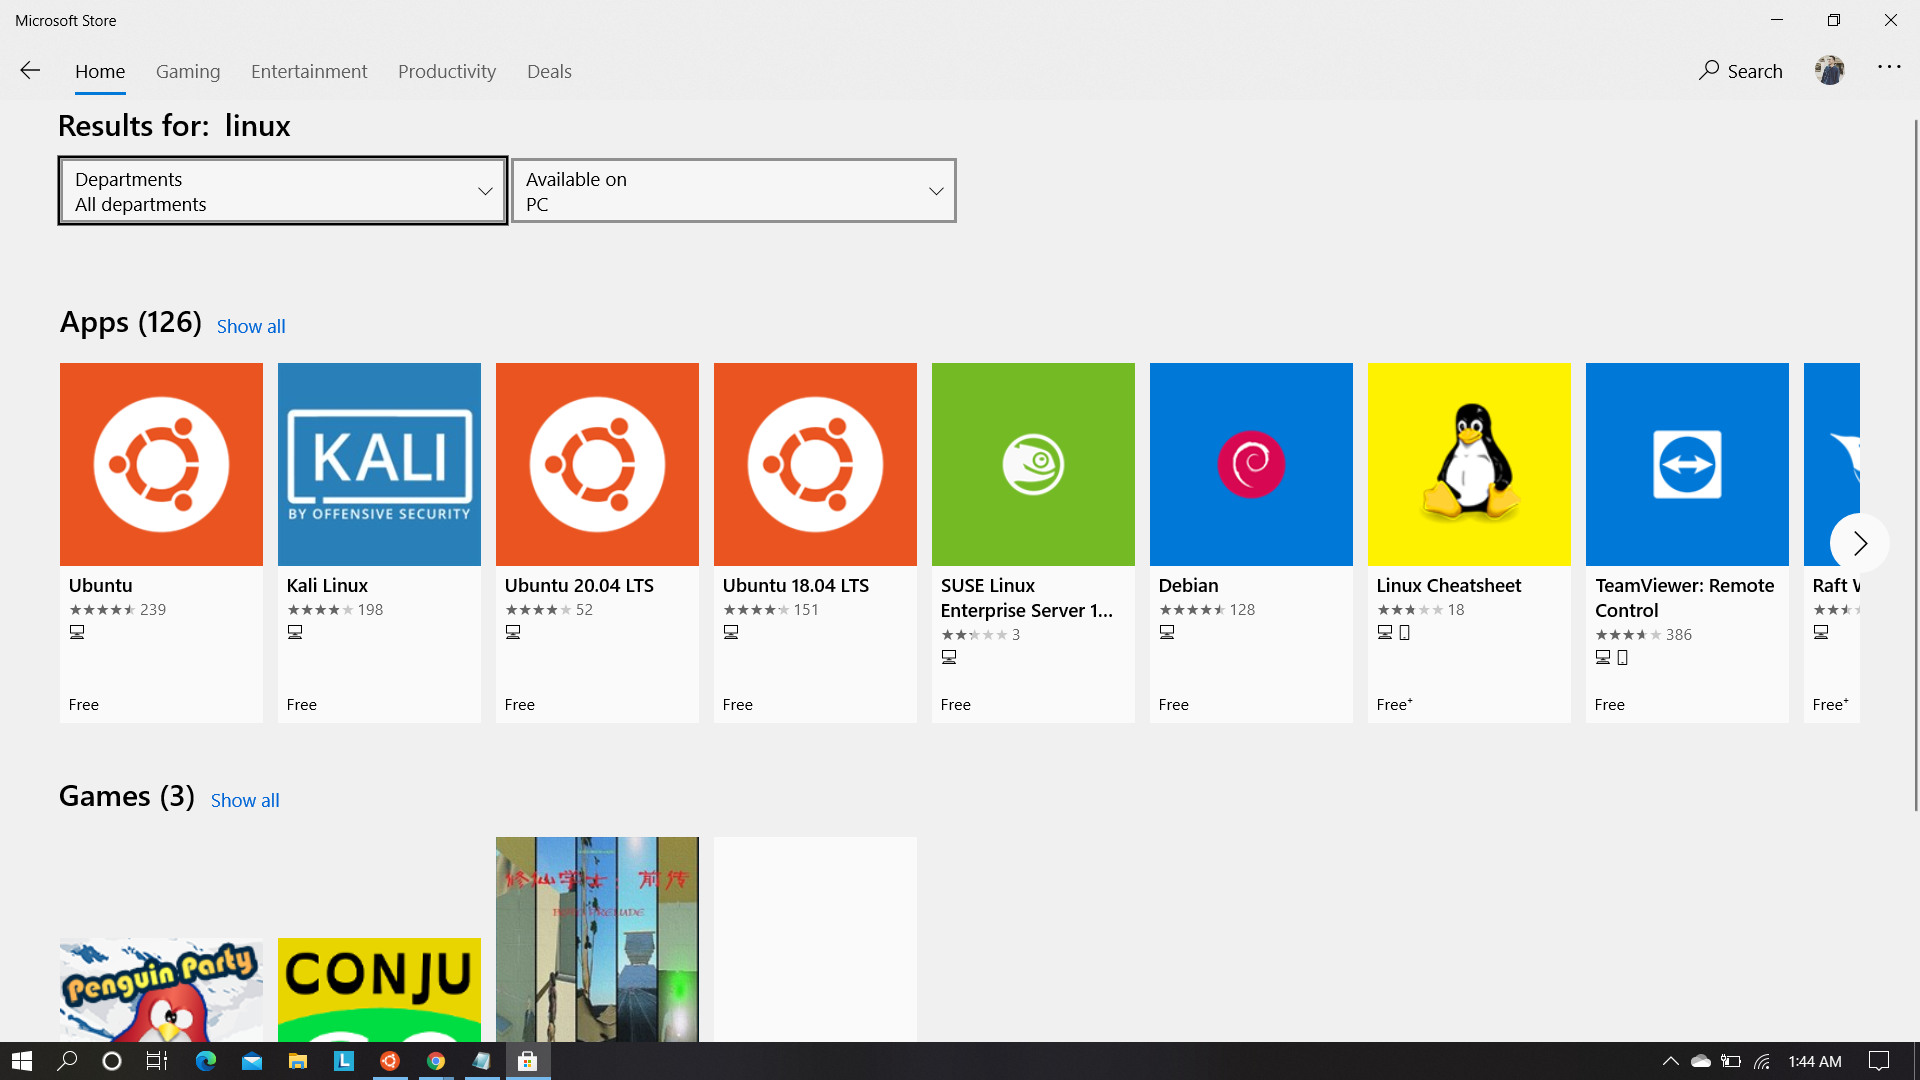 Microsoft Store
Home Gaming Entertainment Productivity Deals Search
Results for: linux
Departments
All departments
Available on
PC
Apps (126) Show all
KALI
BY OFFENSIVE SECURITY
Ubuntu
239
Free
Kali Linux
198
Free
Ubuntu 20.04 LTS
52
Free
Ubuntu 18.04 LTS
151
Free
SUSE Linux
Enterprise Server 1...
3
Free
Debian
128
Free
Linux Cheatsheet
18
Free+
TeamViewer: Remote
Control
386
Free
Raft
Free+
Games (3) Show all
Penguin Party
CONJU
修仙学士 前传
PRELUDE
L
1:44 AM